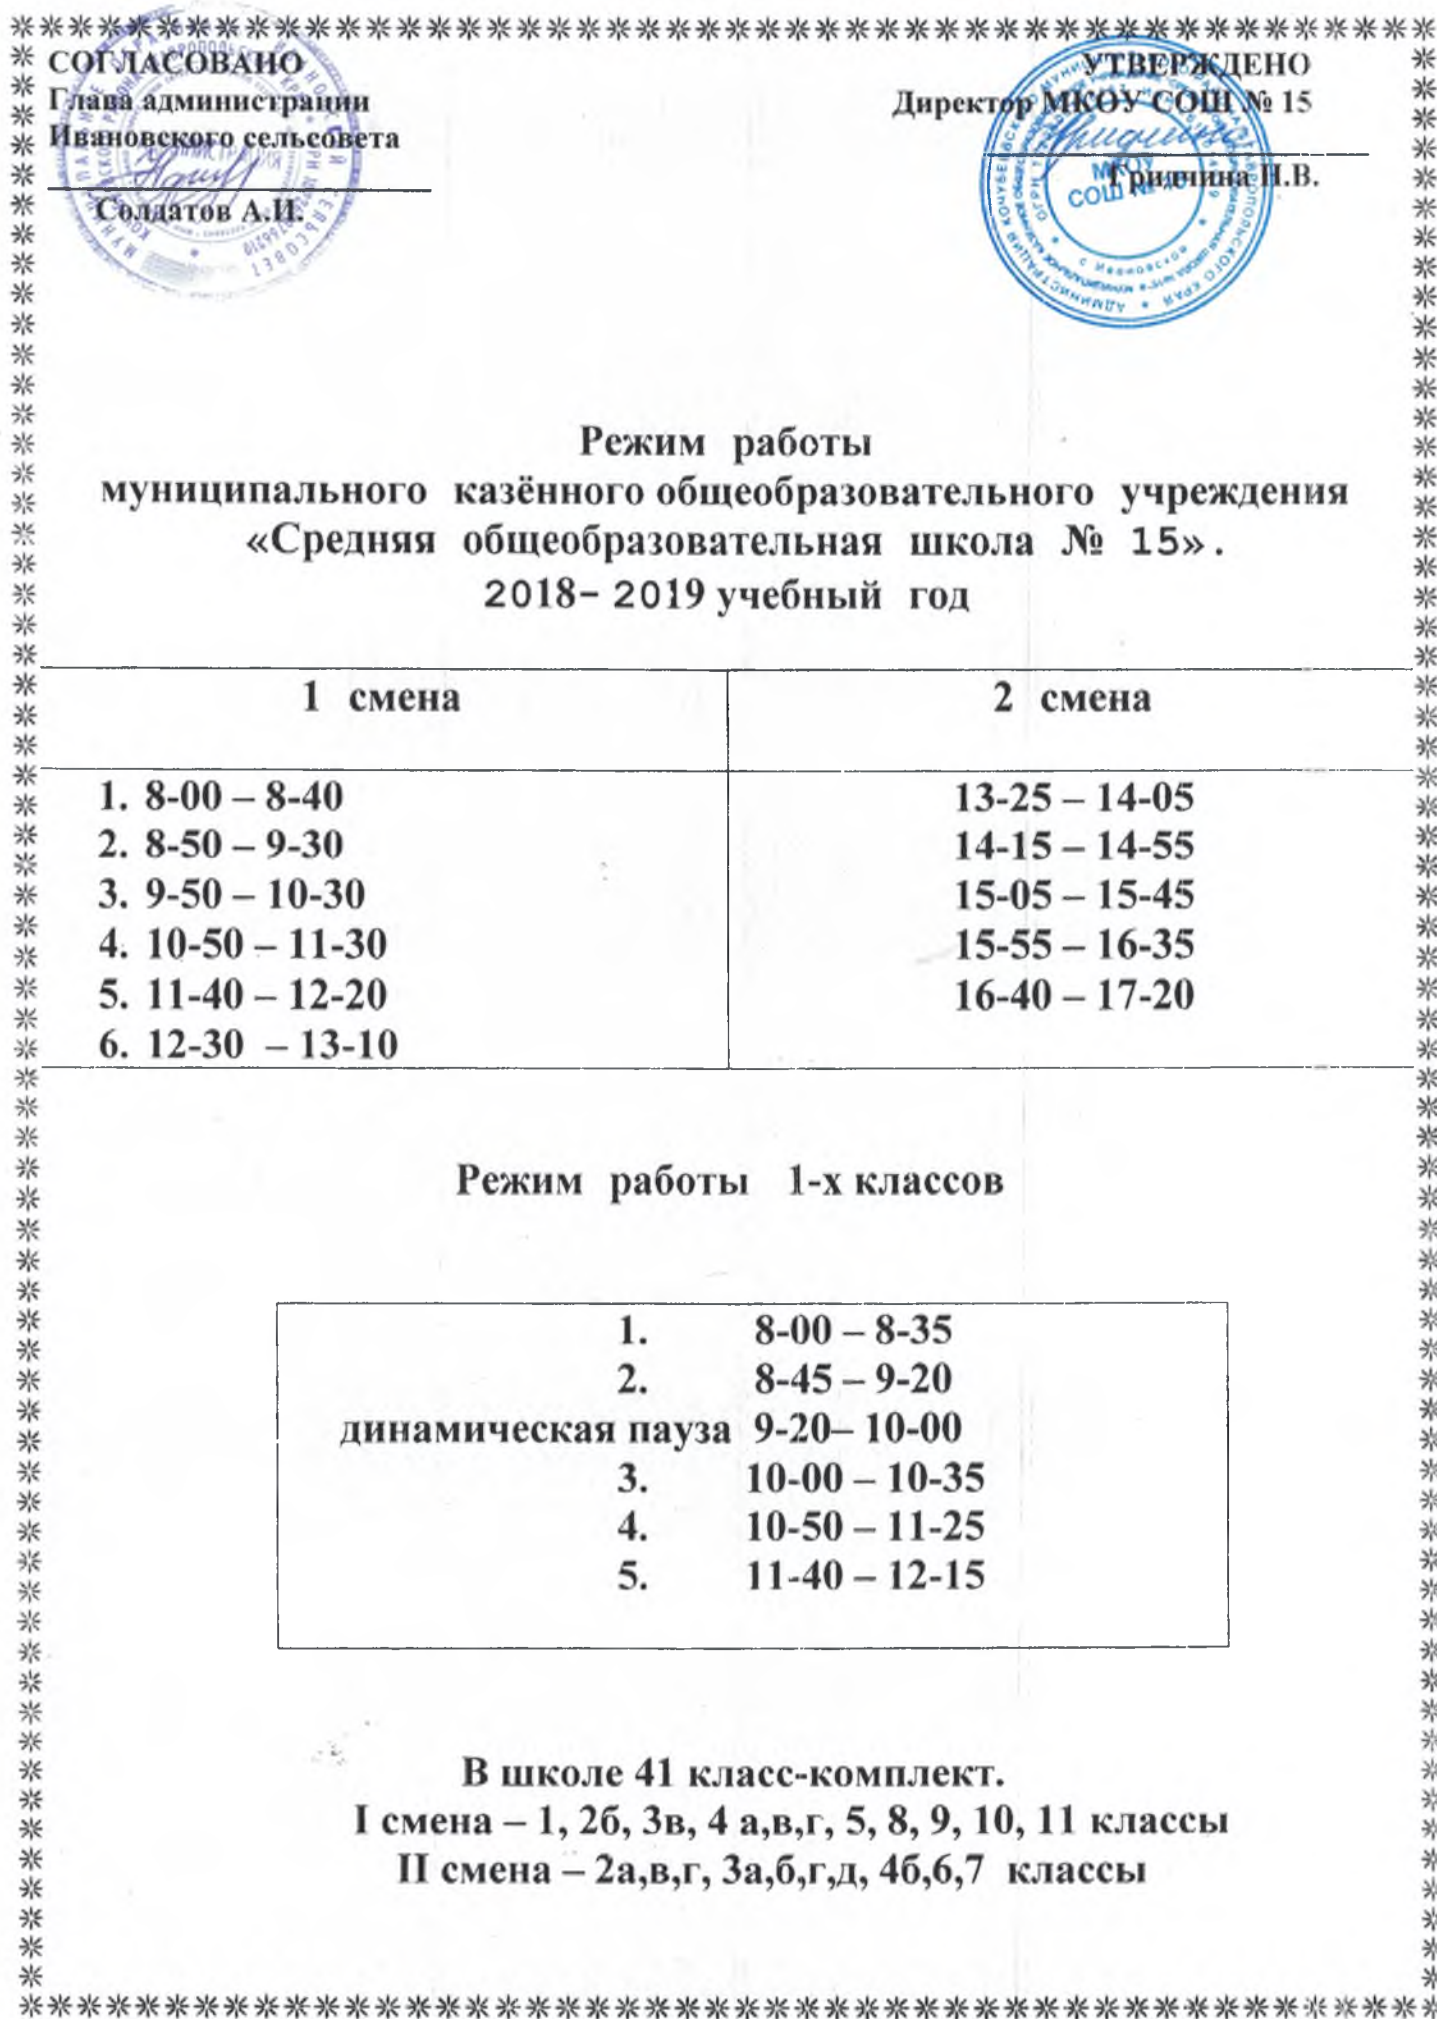 СОГЛАСОВАНО
Глава администрации
Ивановского сельсовета
Солдатов А.И.
УТВЕРЖДЕНО
Директор МКОУ СОШ № 15
Гридчина Н.В.
МКОУ
СОШ № 15
с Ивановское
Режим работы
муниципального казённого общеобразовательного учреждения
«Средняя общеобразовательная школа № 15».
2018- 2019 учебный год
1 смена
2 смена
1. 8-00 – 8-40
2. 8-50 – 9-30
3. 9-50 – 10-30
4. 10-50 – 11-30
5. 11-40 – 12-20
6. 12-30 – 13-10
13-25 – 14-05
14-15 – 14-55
15-05 – 15-45
15-55 – 16-35
16-40 – 17-20
Режим работы 1-х классов
1. 8-00 – 8-35
2. 8-45 – 9-20
динамическая пауза 9-20– 10-00
3. 10-00 – 10-35
4. 10-50 – 11-25
5. 11-40 – 12-15
В школе 41 класс-комплект.
I смена – 1, 2б, 3в, 4 а,в,г, 5, 8, 9, 10, 11 классы
II смена – 2а,в,г, 3а,б,г,д, 4б,6,7 классы